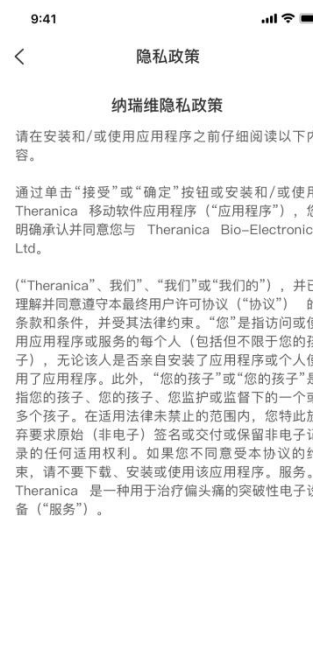 9:41
隐私政策
纳瑞维隐私政策
请在安装和/或使用应用程序之前仔细阅读以下内
容。
通过单击“接受”或“确定”按钮或安装和/或使用
Theranica 移动软件应用程序（“应用程序”），您
明确承认并同意您与 Theranica Bio-Electronic
Ltd。
(“Theranica”、我们”、“我们”或“我们的”），并已
理解并同意遵守本最终用户许可协议（“协议”） 的
条款和条件，并受其法律约束。“您”是指访问或使
用应用程序或服务的每个人（包括但不限于您的孩
子），无论该人是否亲自安装了应用程序或个人使
用了应用程序。此外，“您的孩子”或“您的孩子”是
指您的孩子、您的孩子、您监护或监督下的一个或
多个孩子。在适用法律未禁止的范围内，您特此放
弃要求原始（非电子）签名或交付或保留非电子记
录的任何适用权利。如果您不同意受本协议的约
束，请不要下载、安装或使用该应用程序。服务。
Theranica 是一种用于治疗偏头痛的突破性电子设
备（“服务”）。